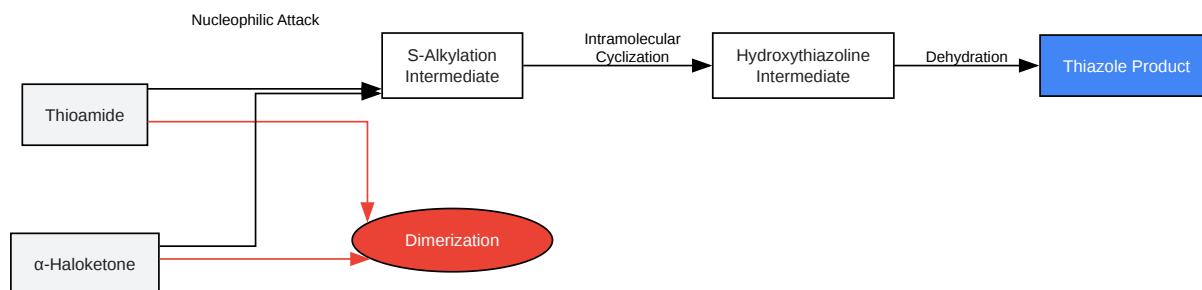 Nucleophilic Attack
S-Alkylation
Intermediate
Intramolecular
Cyclization
Hydroxythiazoline
Intermediate
Dehydration
Thiazole Product
Thioamide
Dimerization
α-Haloketone